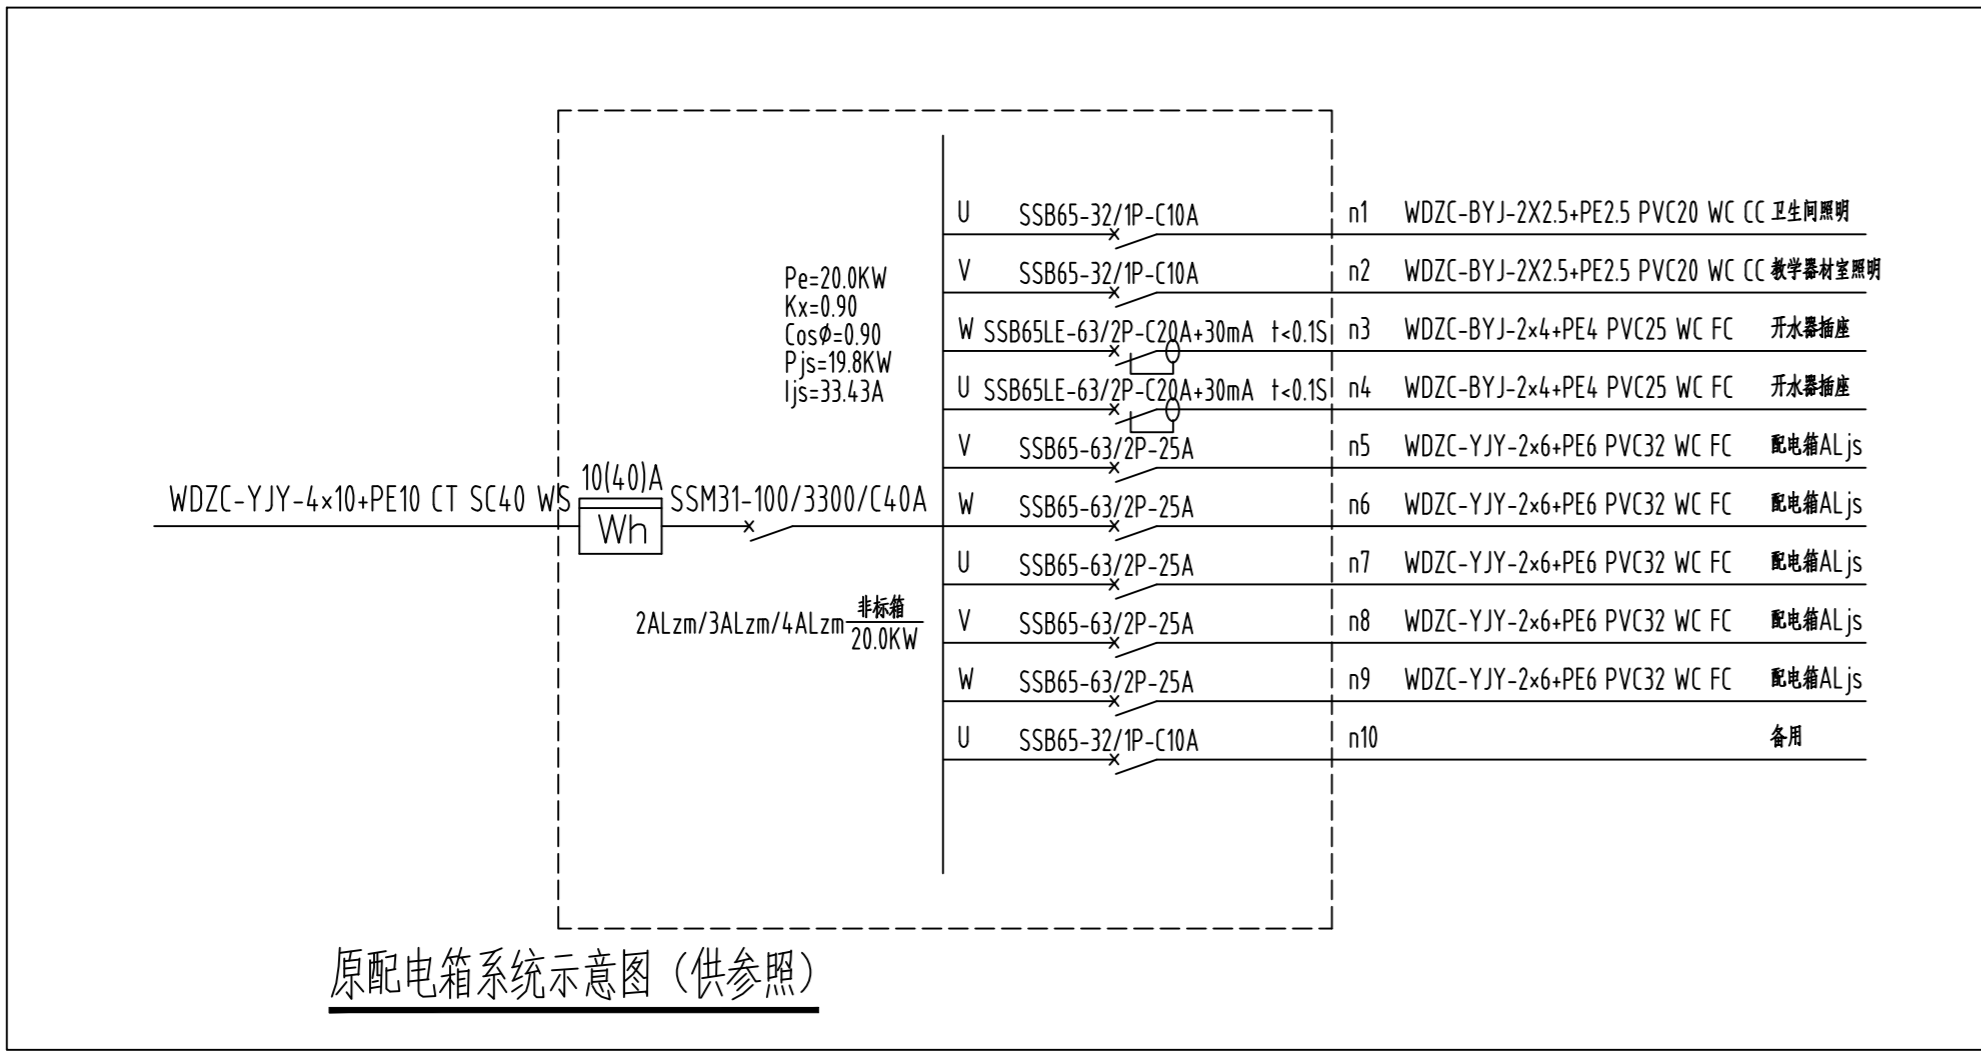 Pe=20.0KW
Kx=0.90
CosΦ=0.90
Pjs=19.8KW
Ijs=33.43A
WDZC-YJY-4×10+PE10 CT SC40 WS
10(40)A
Wh
SSM31-100/3300/C40A
2ALzm/3ALzm/4ALzm
非标箱
20.0KW
U SSB65-32/1P-C10A n1 WDZC-BYJ-2X2.5+PE2.5 PVC20 WC CC 卫生间照明
V SSB65-32/1P-C10A n2 WDZC-BYJ-2X2.5+PE2.5 PVC20 WC CC 教学器材室照明
W SSB65LE-63/2P-C20A+30mA t<0.1S n3 WDZC-BYJ-2×4+PE4 PVC25 WC FC 开水器插座
U SSB65LE-63/2P-C20A+30mA t<0.1S n4 WDZC-BYJ-2×4+PE4 PVC25 WC FC 开水器插座
V SSB65-63/2P-25A n5 WDZC-YJY-2×6+PE6 PVC32 WC FC 配电箱ALjs
W SSB65-63/2P-25A n6 WDZC-YJY-2×6+PE6 PVC32 WC FC 配电箱ALjs
U SSB65-63/2P-25A n7 WDZC-YJY-2×6+PE6 PVC32 WC FC 配电箱ALjs
V SSB65-63/2P-25A n8 WDZC-YJY-2×6+PE6 PVC32 WC FC 配电箱ALjs
W SSB65-63/2P-25A n9 WDZC-YJY-2×6+PE6 PVC32 WC FC 配电箱ALjs
U SSB65-32/1P-C10A n10 备用
原配电箱系统示意图（供参照）